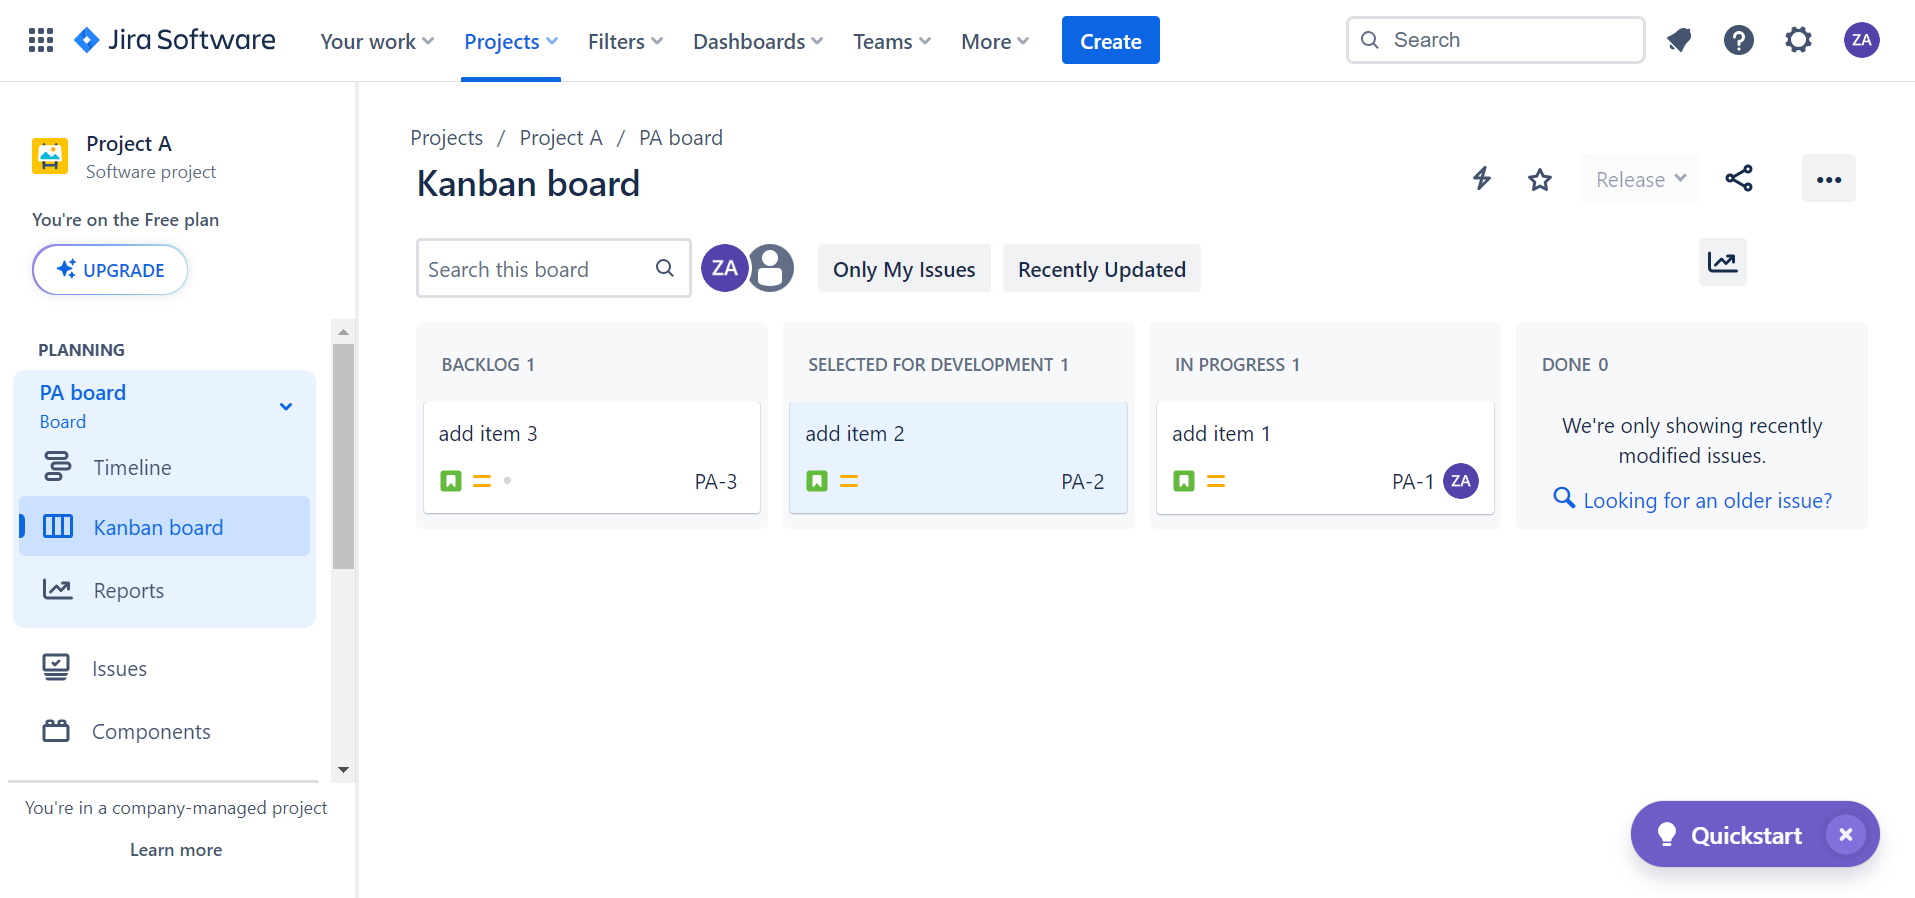 Jira Software
Your work
Projects
Filters
Dashboards
Teams
More
Create
Search
ZA
Project A
Software project
You're on the Free plan
UPGRADE
PLANNING
PA board
Board
Timeline
Kanban board
Reports
Issues
Components
You're in a company-managed project
Learn more
Projects / Project A / PA board
Kanban board
Release
Search this board
ZA
Only My Issues
Recently Updated
BACKLOG 1
add item 3
PA-3
SELECTED FOR DEVELOPMENT 1
add item 2
PA-2
IN PROGRESS 1
add item 1
PA-1
ZA
DONE 0
We're only showing recently
modified issues.
Looking for an older issue?
Quickstart